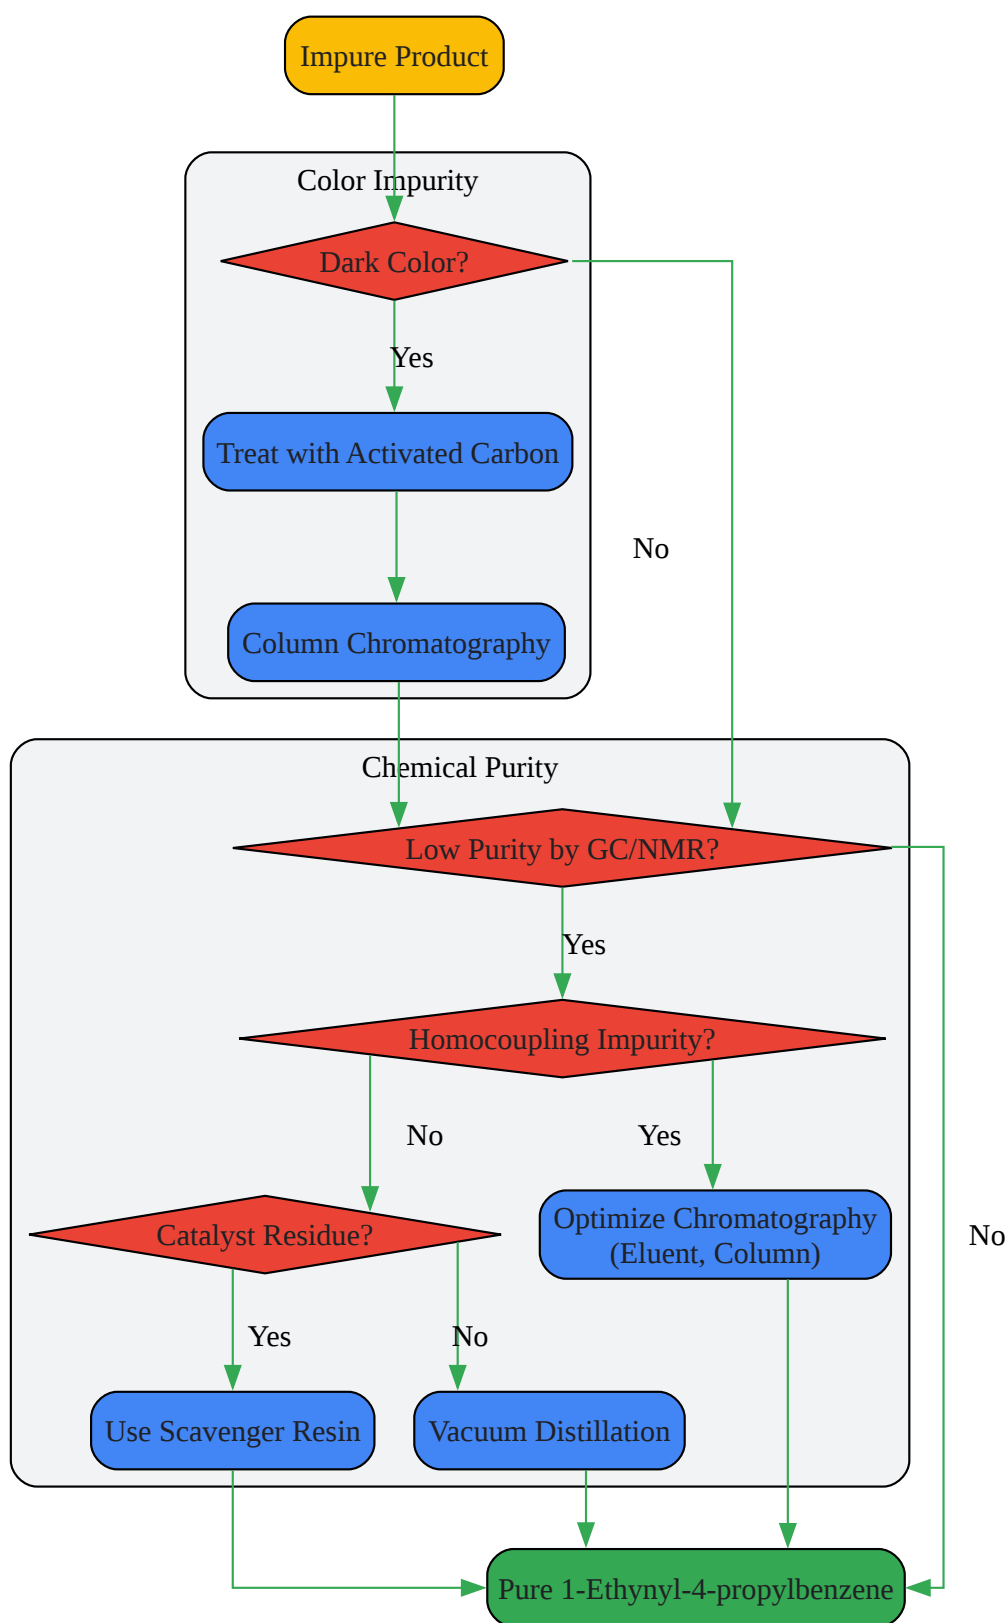 Impure Product
Color Impurity
Dark Color?
Yes
Treat with Activated Carbon
No
Column Chromatography
Chemical Purity
Low Purity by GC/NMR?
Yes
Homocoupling Impurity?
No
Yes
Catalyst Residue?
Optimize Chromatography
(Eluent, Column)
No
Yes
No
Use Scavenger Resin
Vacuum Distillation
Pure 1-Ethynyl-4-propylbenzene